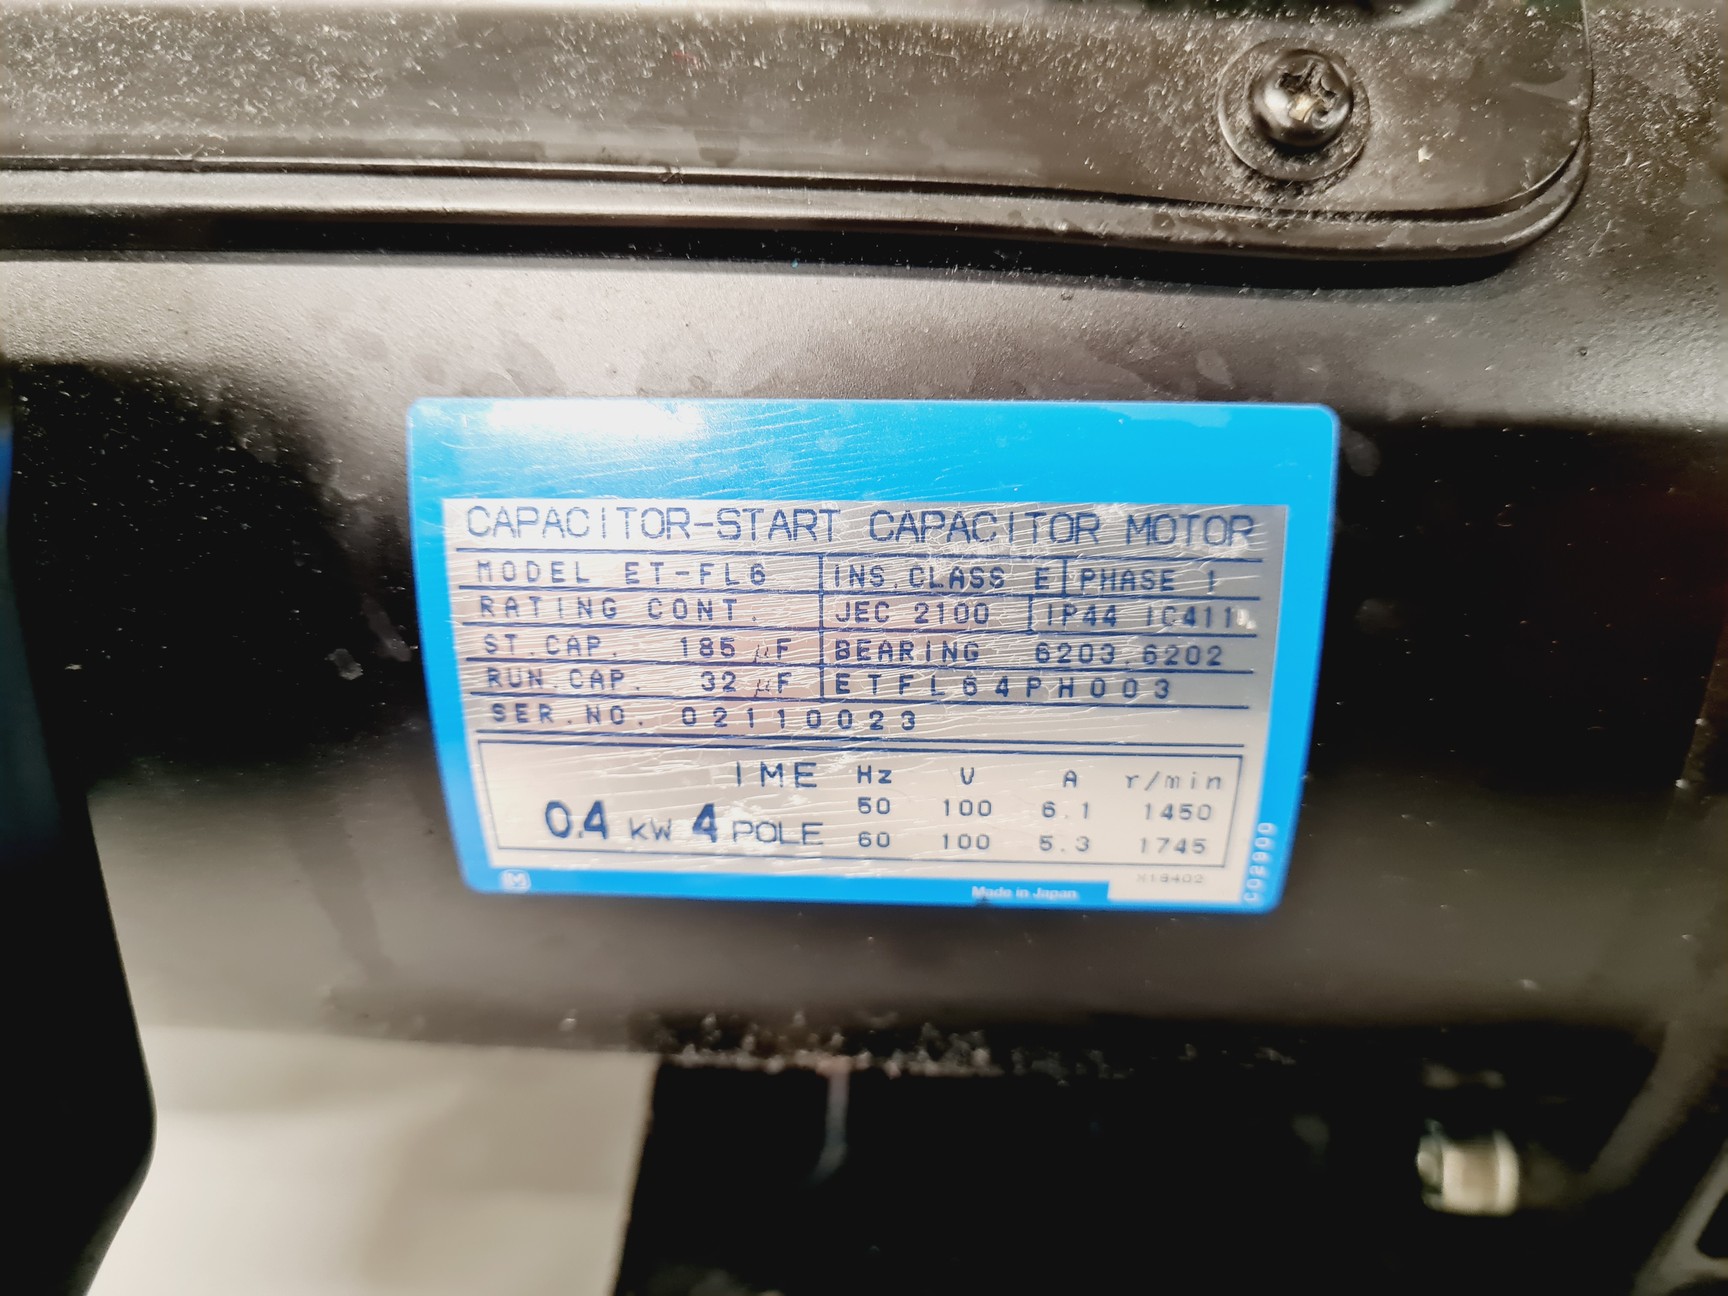 CAPACITOR-START CAPACITOR MOTOR
MODEL ET-FL6 INS.CLASS E PHASE 1
RATING CONT. JEC 2100 IP44 IC411
ST.CAP. 185 µF BEARING 6203.6202
RUN.CAP. 32 µF ETFL64PH003
SER.NO. 02110023
IME Hz V A r/min
0.4 kW 4 POLE
50 100 6.1 1450
60 100 5.3 1745
M Made in Japan
C02900